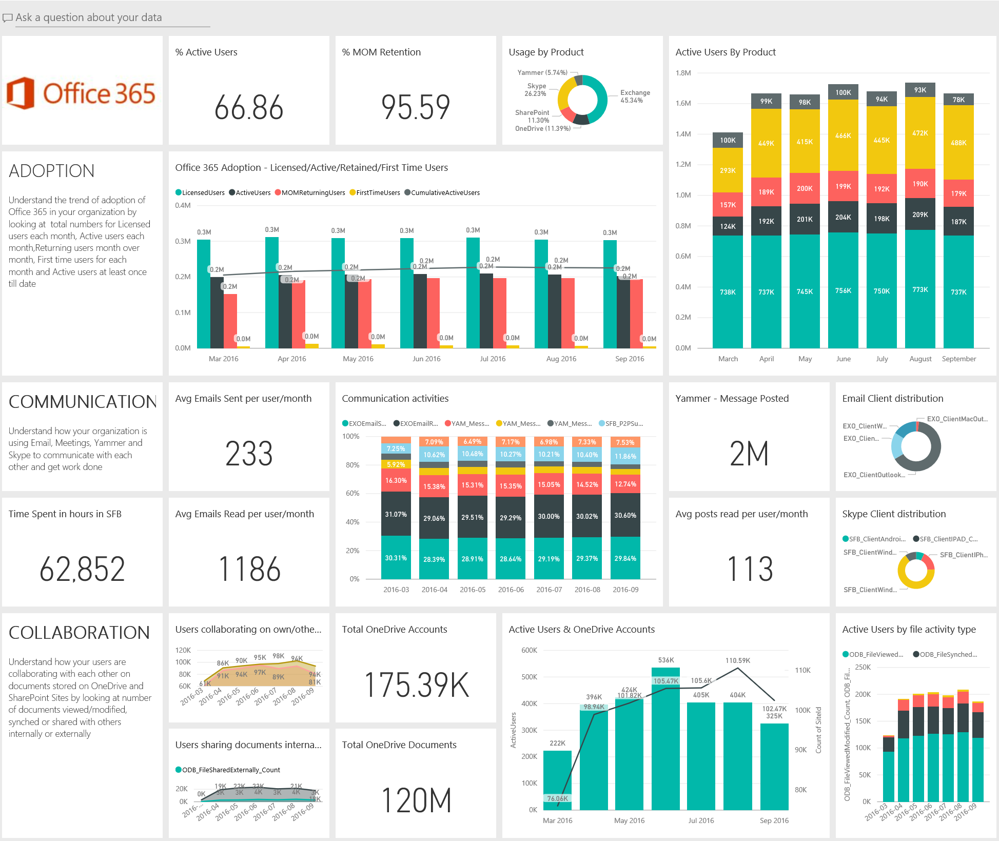 Ask a question about your data
Office 365
% Active Users
66.86
% MOM Retention
95.59
Usage by Product
Yammer (5.74%)
Skype
26.23%
SharePoint
11.30%
OneDrive (11.39%)
Exchange
45.34%
Active Users By Product
1.8M
1.6M
1.4M
1.2M
1.0M
0.8M
0.6M
0.4M
0.2M
0.0M
100K
293K
157K
124K
738K
99K
449K
189K
192K
737K
98K
415K
200K
201K
745K
100K
466K
199K
204K
756K
94K
445K
192K
198K
750K
93K
472K
190K
209K
773K
78K
488K
179K
187K
737K
March April May June July August September
ADOPTION
Understand the trend of adoption of
Office 365 in your organization by
looking at  total numbers for Licensed
users each month, Active users each
month,Returning users month over
month, First time users for each
month and Active users at least once
till date
Office 365 Adoption - Licensed/Active/Retained/First Time Users
LicensedUsers ActiveUsers MOMReturningUsers FirstTimeUsers CumulativeActiveUsers
0.4M
0.3M
0.2M
0.1M
0.0M
0.3M 0.3M 0.3M 0.3M 0.3M 0.3M 0.3M
0.2M 0.2M 0.2M 0.2M 0.2M 0.2M 0.2M 0.2M 0.2M 0.2M
0.2M 0.2M 0.2M 0.2M
0.0M 0.0M 0.0M 0.0M 0.0M 0.0M 0.0M
Mar 2016 Apr 2016 May 2016 Jun 2016 Jul 2016 Aug 2016 Sep 2016
COMMUNICATION
Understand how your organization is
using Email, Meetings, Yammer and
Skype to communicate with each
other and get work done
Avg Emails Sent per user/month
233
Communication activities
EXOEmailS... EXOEmailR... YAM_Mess... YAM_Mess... YAM_Mess... SFB_P2PSu...
100%
80%
60%
40%
20%
0%
7.25%
5.92%
16.30%
31.07%
30.31%
7.09%
10.62%
15.38%
29.06%
28.39%
6.49%
10.48%
15.31%
29.51%
28.91%
7.17%
10.27%
15.35%
29.29%
28.64%
6.98%
10.21%
15.05%
30.00%
29.19%
7.33%
10.40%
14.52%
30.02%
29.37%
7.53%
11.86%
12.74%
30.60%
29.84%
2016-03 2016-04 2016-05 2016-06 2016-07 2016-08 2016-09
Yammer - Message Posted
2M
Email Client distribution
EXO_ClientMacOut...
EXO_ClientW...
EXO_Clien...
EXO_ClientOutlook...
Time Spent in hours in SFB
62,852
Avg Emails Read per user/month
1186
Avg posts read per user/month
113
Skype Client distribution
SFB_ClientAndroi... SFB_ClientIPAD_C...
SFB_ClientWind...
SFB_ClientIPh...
SFB_ClientWind...
COLLABORATION
Understand how your users are
collaborating with each other on
documents stored on OneDrive and
SharePoint Sites by looking at number
of documents viewed/modified,
synched or shared with others
internally or externally
Users collaborating on own/othe...
120K
100K
80K
60K
86K 90K 95K 98K 94K
61K 91K 94K 97K 89K 94K
81K
2016-03 2016-04 2016-05 2016-06 2016-07 2016-08 2016-09
Total OneDrive Accounts
175.39K
Active Users & OneDrive Accounts
ActiveUsers
600K
500K
400K
300K
200K
100K
0K
222K
76.06K
396K
98.94K
424K
101.82K
536K
105.47K
105.6K
405K
110.59K
404K
102.47K
325K
110K
100K
90K
80K
Count of SiteId
Mar 2016 May 2016 Jul 2016 Sep 2016
Active Users by file activity type
ODB_FileViewed... ODB_FileSynched...
ODB_FileViewedModified_Count, ODB_Fil...
250K
200K
150K
100K
50K
0K
2016-03 2016-04 2016-05 2016-06 2016-07 2016-08 2016-09
Users sharing documents interna...
ODB_FileSharedExternally_Count
20K
0K
19K 22K 23K 21K
0K 3K 3K 4K 3K 4K 3K
18K
2016-... 2016-04 2016-05 2016-06 2016-07 2016-08 2016-09
Total OneDrive Documents
120M